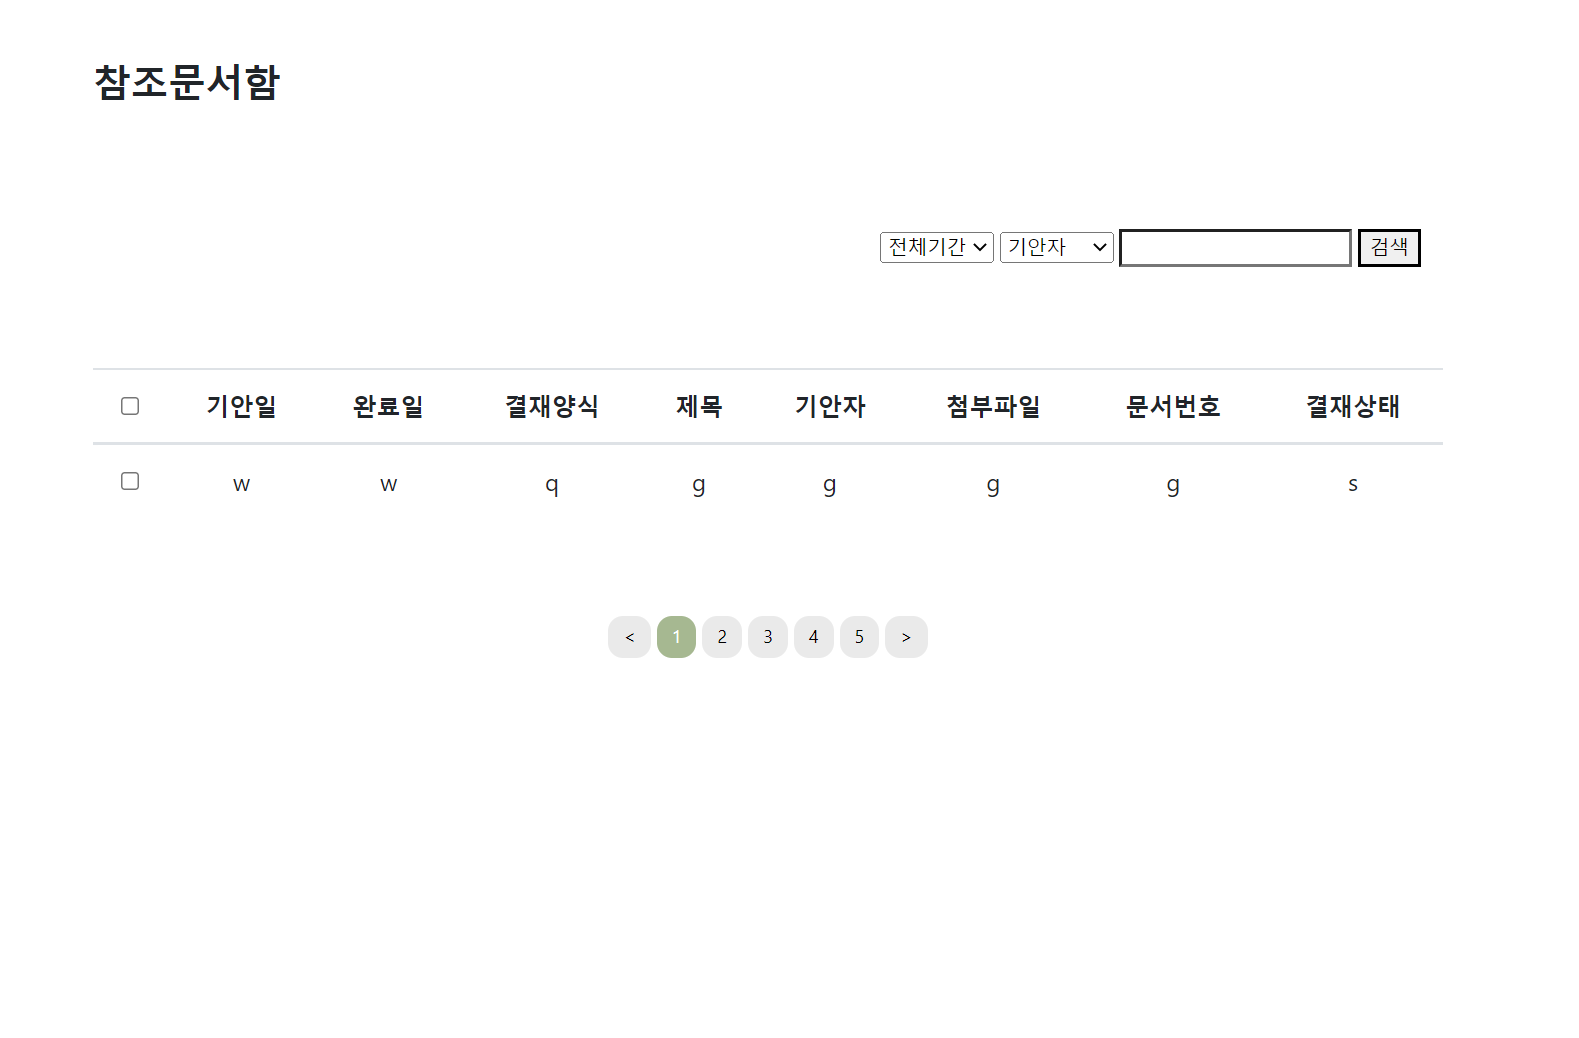 참조문서함
전체기간 기안자 검색
기안일 완료일 결재양식 제목 기안자 첨부파일 문서번호 결재상태
w w q g g g g s
< 1 2 3 4 5 >